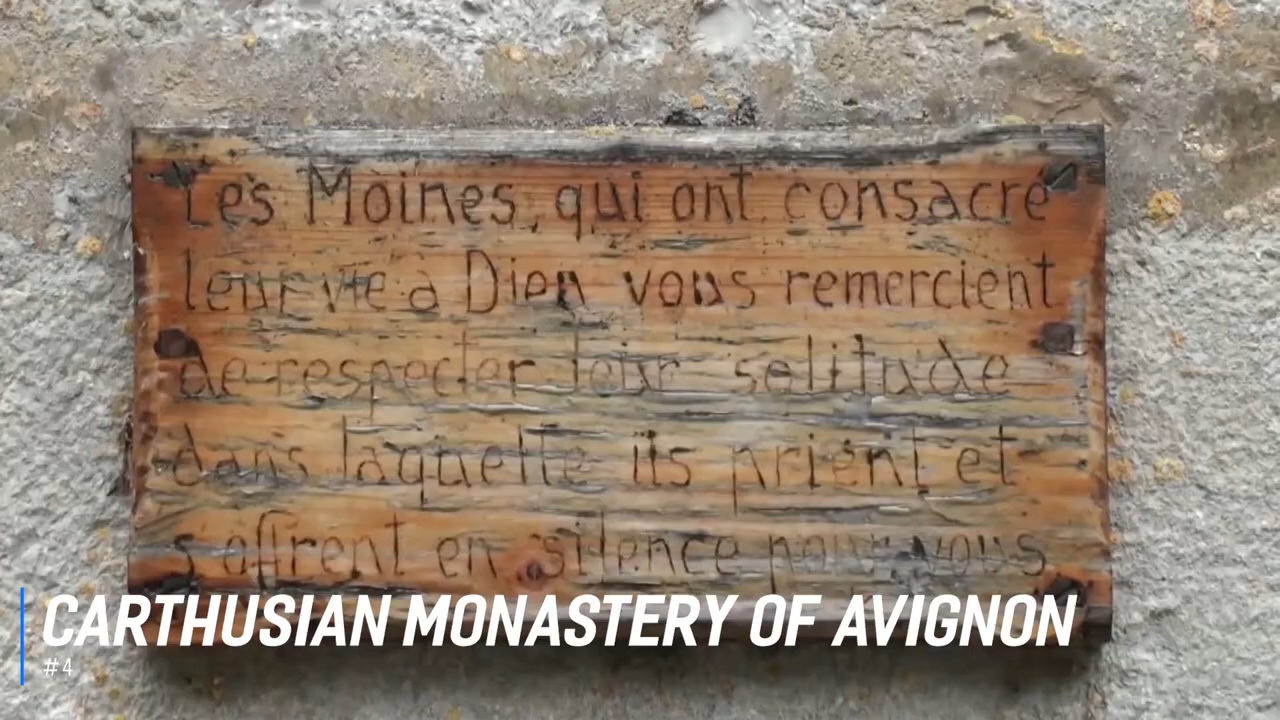 Les Moines, qui ont consacré
leur vie à Dieu vous remercient
de respecter leur solitude
dans laquelle ils prient et
s'offrent en silence pour vous
CARTHUSIAN MONASTERY OF AVIGNON
#4